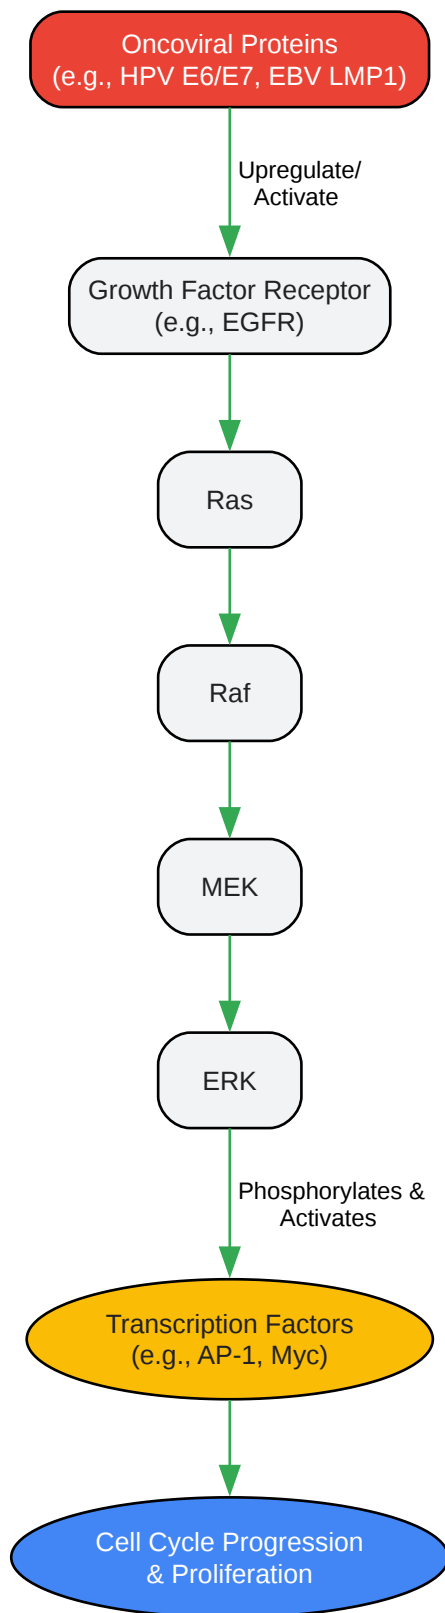 Oncoviral Proteins
(e.g., HPV E6/E7, EBV LMP1)
Upregulate/
Activate
Growth Factor Receptor
(e.g., EGFR)
Ras
Raf
MEK
ERK
Phosphorylates &
Activates
Transcription Factors
(e.g., AP-1, Myc)
Cell Cycle Progression
& Proliferation